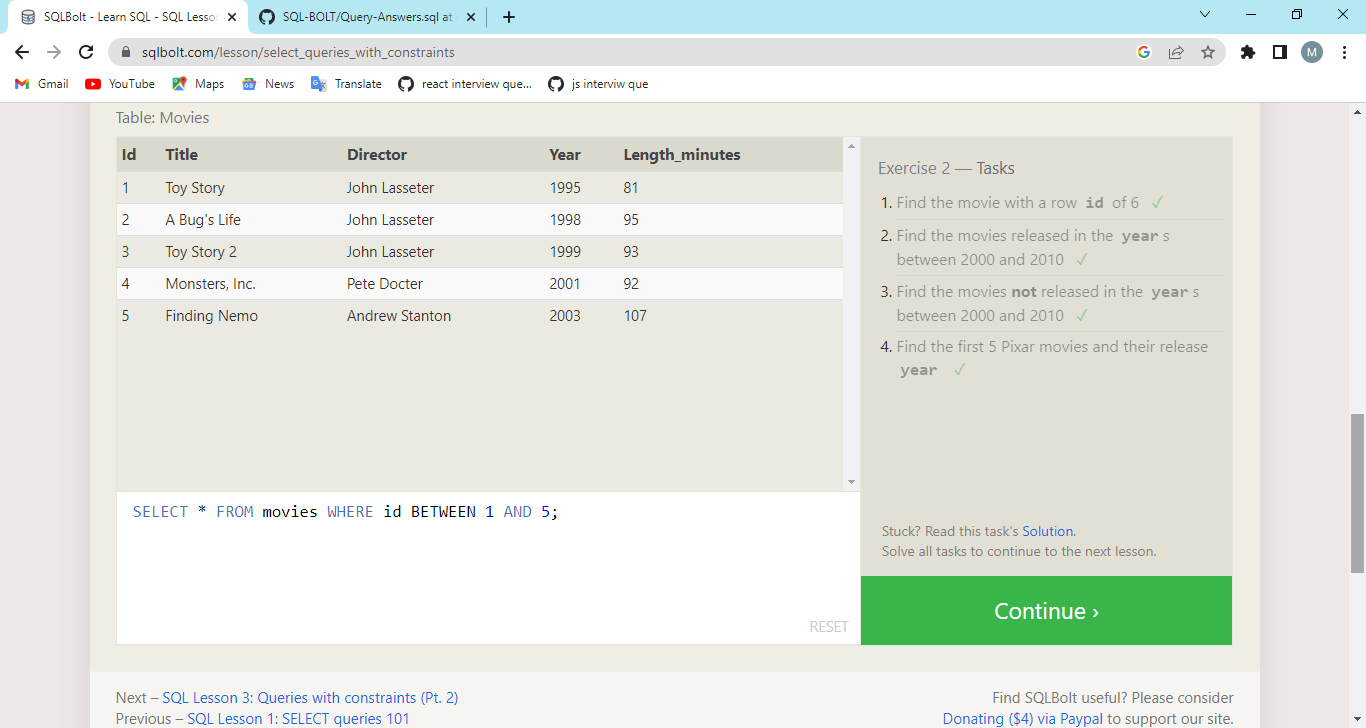 SQLBolt - Learn SQL - SQL Lesson
SQL-BOLT/Query-Answers.sql at
sqlbolt.com/lesson/select_queries_with_constraints
M
Gmail YouTube Maps News Translate react interview que... js interviw que
Table: Movies
Id Title Director Year Length_minutes
1 Toy Story John Lasseter 1995 81
2 A Bug's Life John Lasseter 1998 95
3 Toy Story 2 John Lasseter 1999 93
4 Monsters, Inc. Pete Docter 2001 92
5 Finding Nemo Andrew Stanton 2003 107
SELECT * FROM movies WHERE id BETWEEN 1 AND 5;
RESET
Exercise 2 — Tasks
1. Find the movie with a row id of 6 ✓
2. Find the movies released in the year s
between 2000 and 2010 ✓
3. Find the movies not released in the year s
between 2000 and 2010 ✓
4. Find the first 5 Pixar movies and their release
year ✓
Stuck? Read this task's Solution.
Solve all tasks to continue to the next lesson.
Continue ›
Next – SQL Lesson 3: Queries with constraints (Pt. 2)
Previous – SQL Lesson 1: SELECT queries 101
Find SQLBolt useful? Please consider
Donating ($4) via Paypal to support our site.